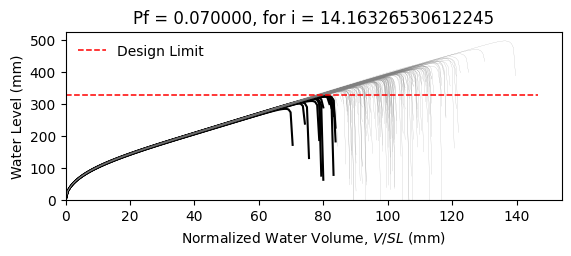 Pf = 0.070000, for i = 14.16326530612245
Water Level (mm)
500
400
300
200
100
0
Design Limit
0 20 40 60 80 100 120 140
Normalized Water Volume, V/SL (mm)